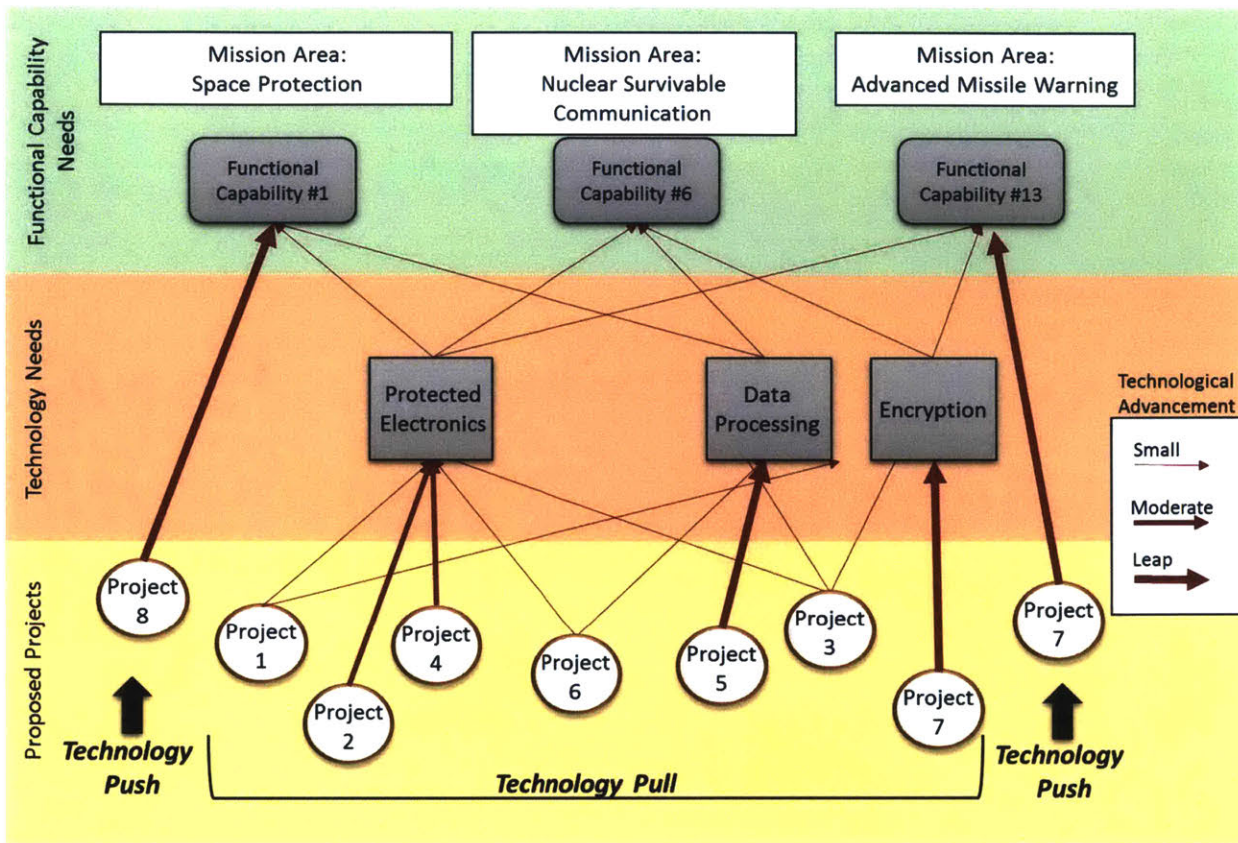 Functional Capability
Needs
Mission Area:
Space Protection
Mission Area:
Nuclear Survivable
Communication
Mission Area:
Advanced Missile Warning
Functional
Capability #1
Functional
Capability #6
Functional
Capability #13
Technology Needs
Protected
Electronics
Data
Processing
Encryption
Technological
Advancement
Small
Moderate
Leap
Proposed Projects
Project
8
Project
1
Project
2
Project
4
Project
6
Project
5
Project
3
Project
7
Project
7
Technology
Push
Technology Pull
Technology
Push